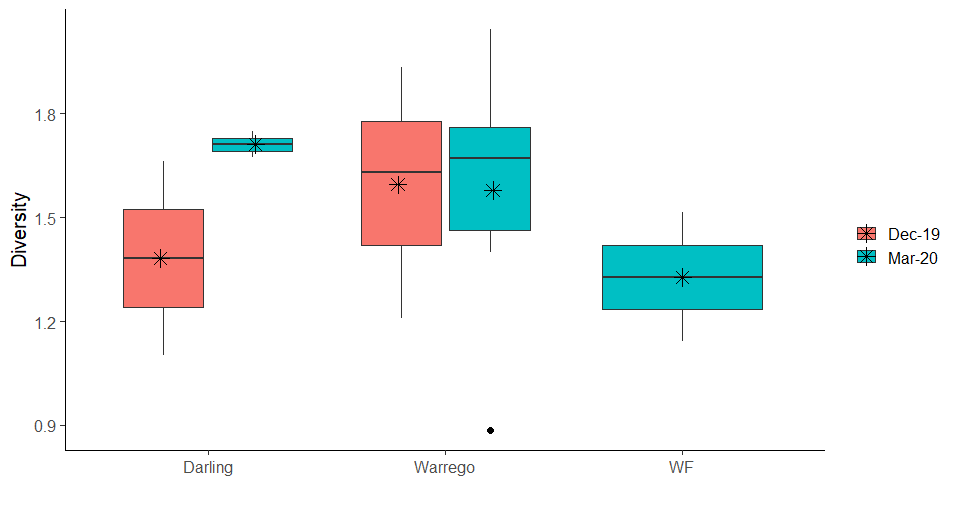 Diversity
1.8
1.5
1.2
0.9
Darling
Warrego
WF
Dec-19
Mar-20